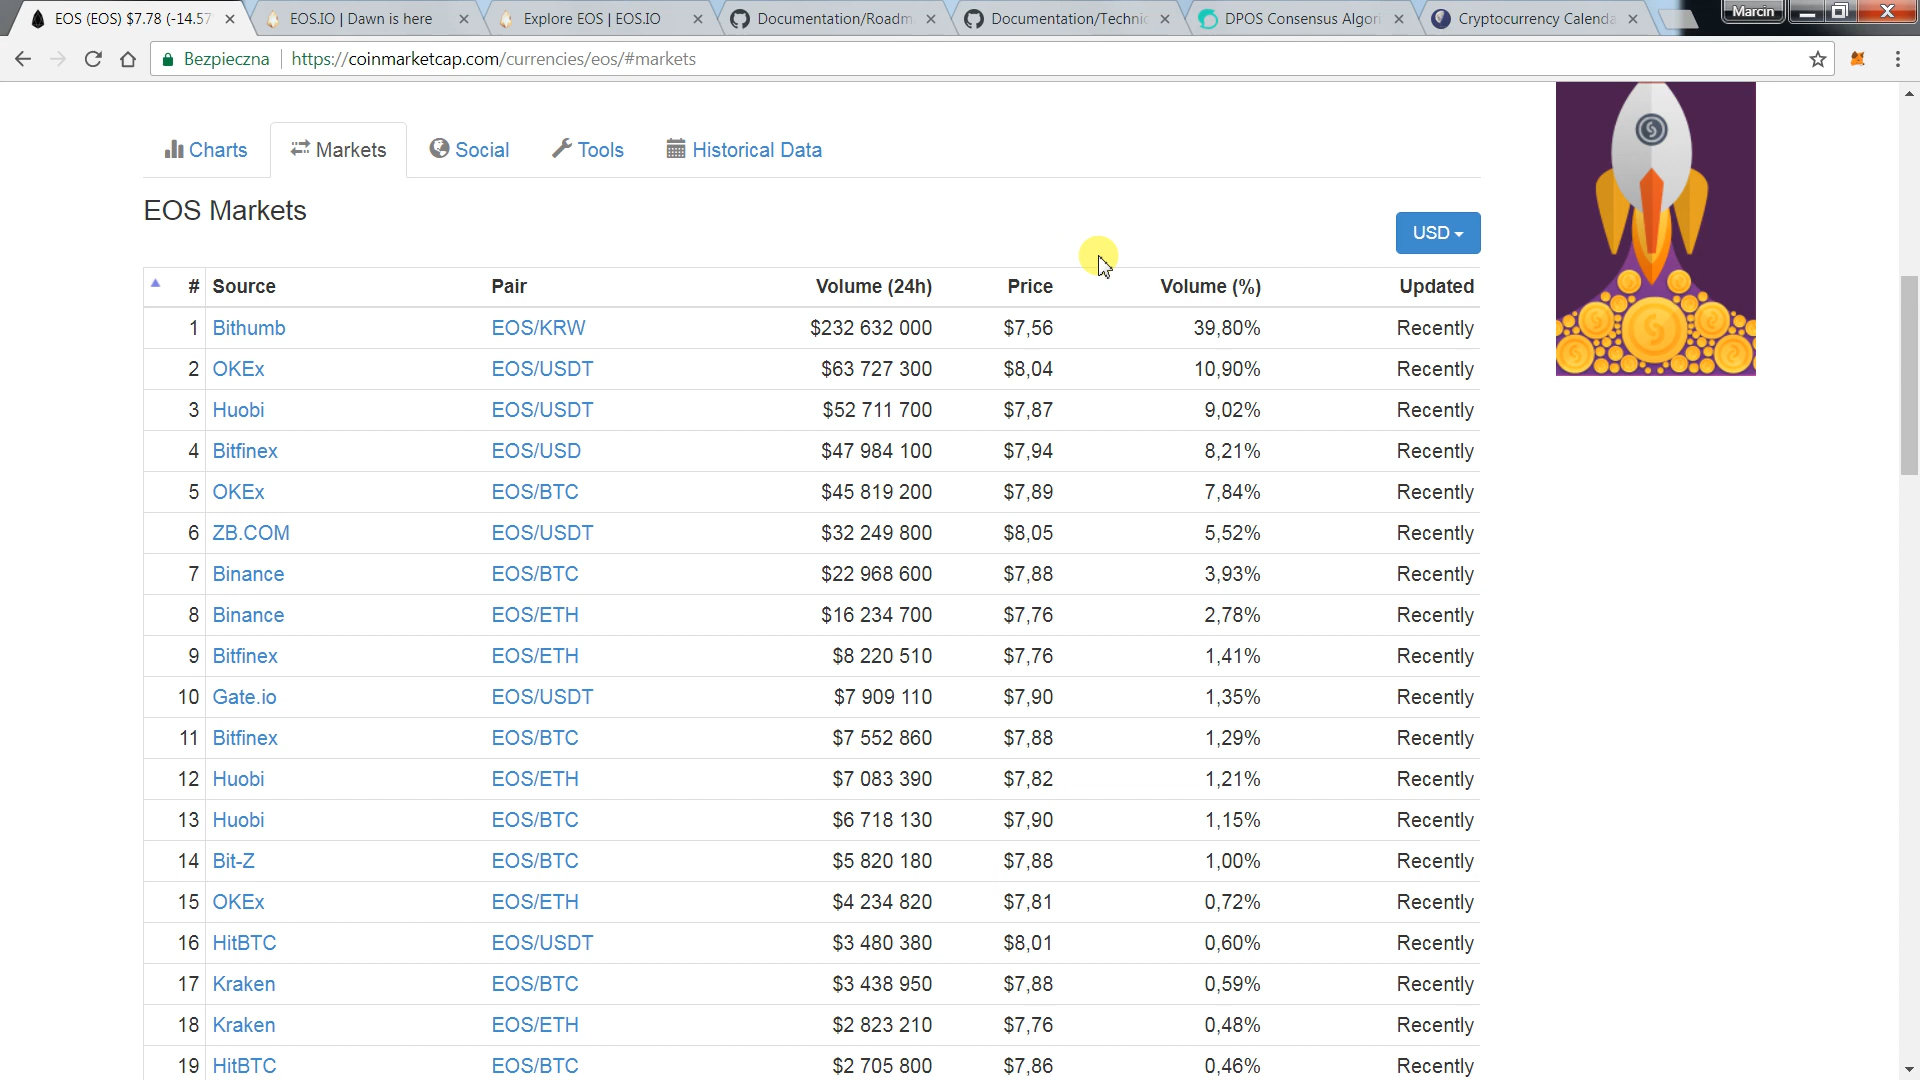 EOS (EOS) $7.78 (-14.57
EOS.IO | Dawn is here
Explore EOS | EOS.IO
Documentation/Roadm
Documentation/Technic
DPOS Consensus Algori
Cryptocurrency Calenda
Marcin
Bezpieczna https://coinmarketcap.com/currencies/eos/#markets
Charts Markets Social Tools Historical Data
EOS Markets
USD
# Source Pair Volume (24h) Price Volume (%) Updated
1 Bithumb EOS/KRW $232 632 000 $7,56 39,80% Recently
2 OKEx EOS/USDT $63 727 300 $8,04 10,90% Recently
3 Huobi EOS/USDT $52 711 700 $7,87 9,02% Recently
4 Bitfinex EOS/USD $47 984 100 $7,94 8,21% Recently
5 OKEx EOS/BTC $45 819 200 $7,89 7,84% Recently
6 ZB.COM EOS/USDT $32 249 800 $8,05 5,52% Recently
7 Binance EOS/BTC $22 968 600 $7,88 3,93% Recently
8 Binance EOS/ETH $16 234 700 $7,76 2,78% Recently
9 Bitfinex EOS/ETH $8 220 510 $7,76 1,41% Recently
10 Gate.io EOS/USDT $7 909 110 $7,90 1,35% Recently
11 Bitfinex EOS/BTC $7 552 860 $7,88 1,29% Recently
12 Huobi EOS/ETH $7 083 390 $7,82 1,21% Recently
13 Huobi EOS/BTC $6 718 130 $7,90 1,15% Recently
14 Bit-Z EOS/BTC $5 820 180 $7,88 1,00% Recently
15 OKEx EOS/ETH $4 234 820 $7,81 0,72% Recently
16 HitBTC EOS/USDT $3 480 380 $8,01 0,60% Recently
17 Kraken EOS/BTC $3 438 950 $7,88 0,59% Recently
18 Kraken EOS/ETH $2 823 210 $7,76 0,48% Recently
19 HitBTC EOS/BTC $2 705 800 $7,86 0,46% Recently